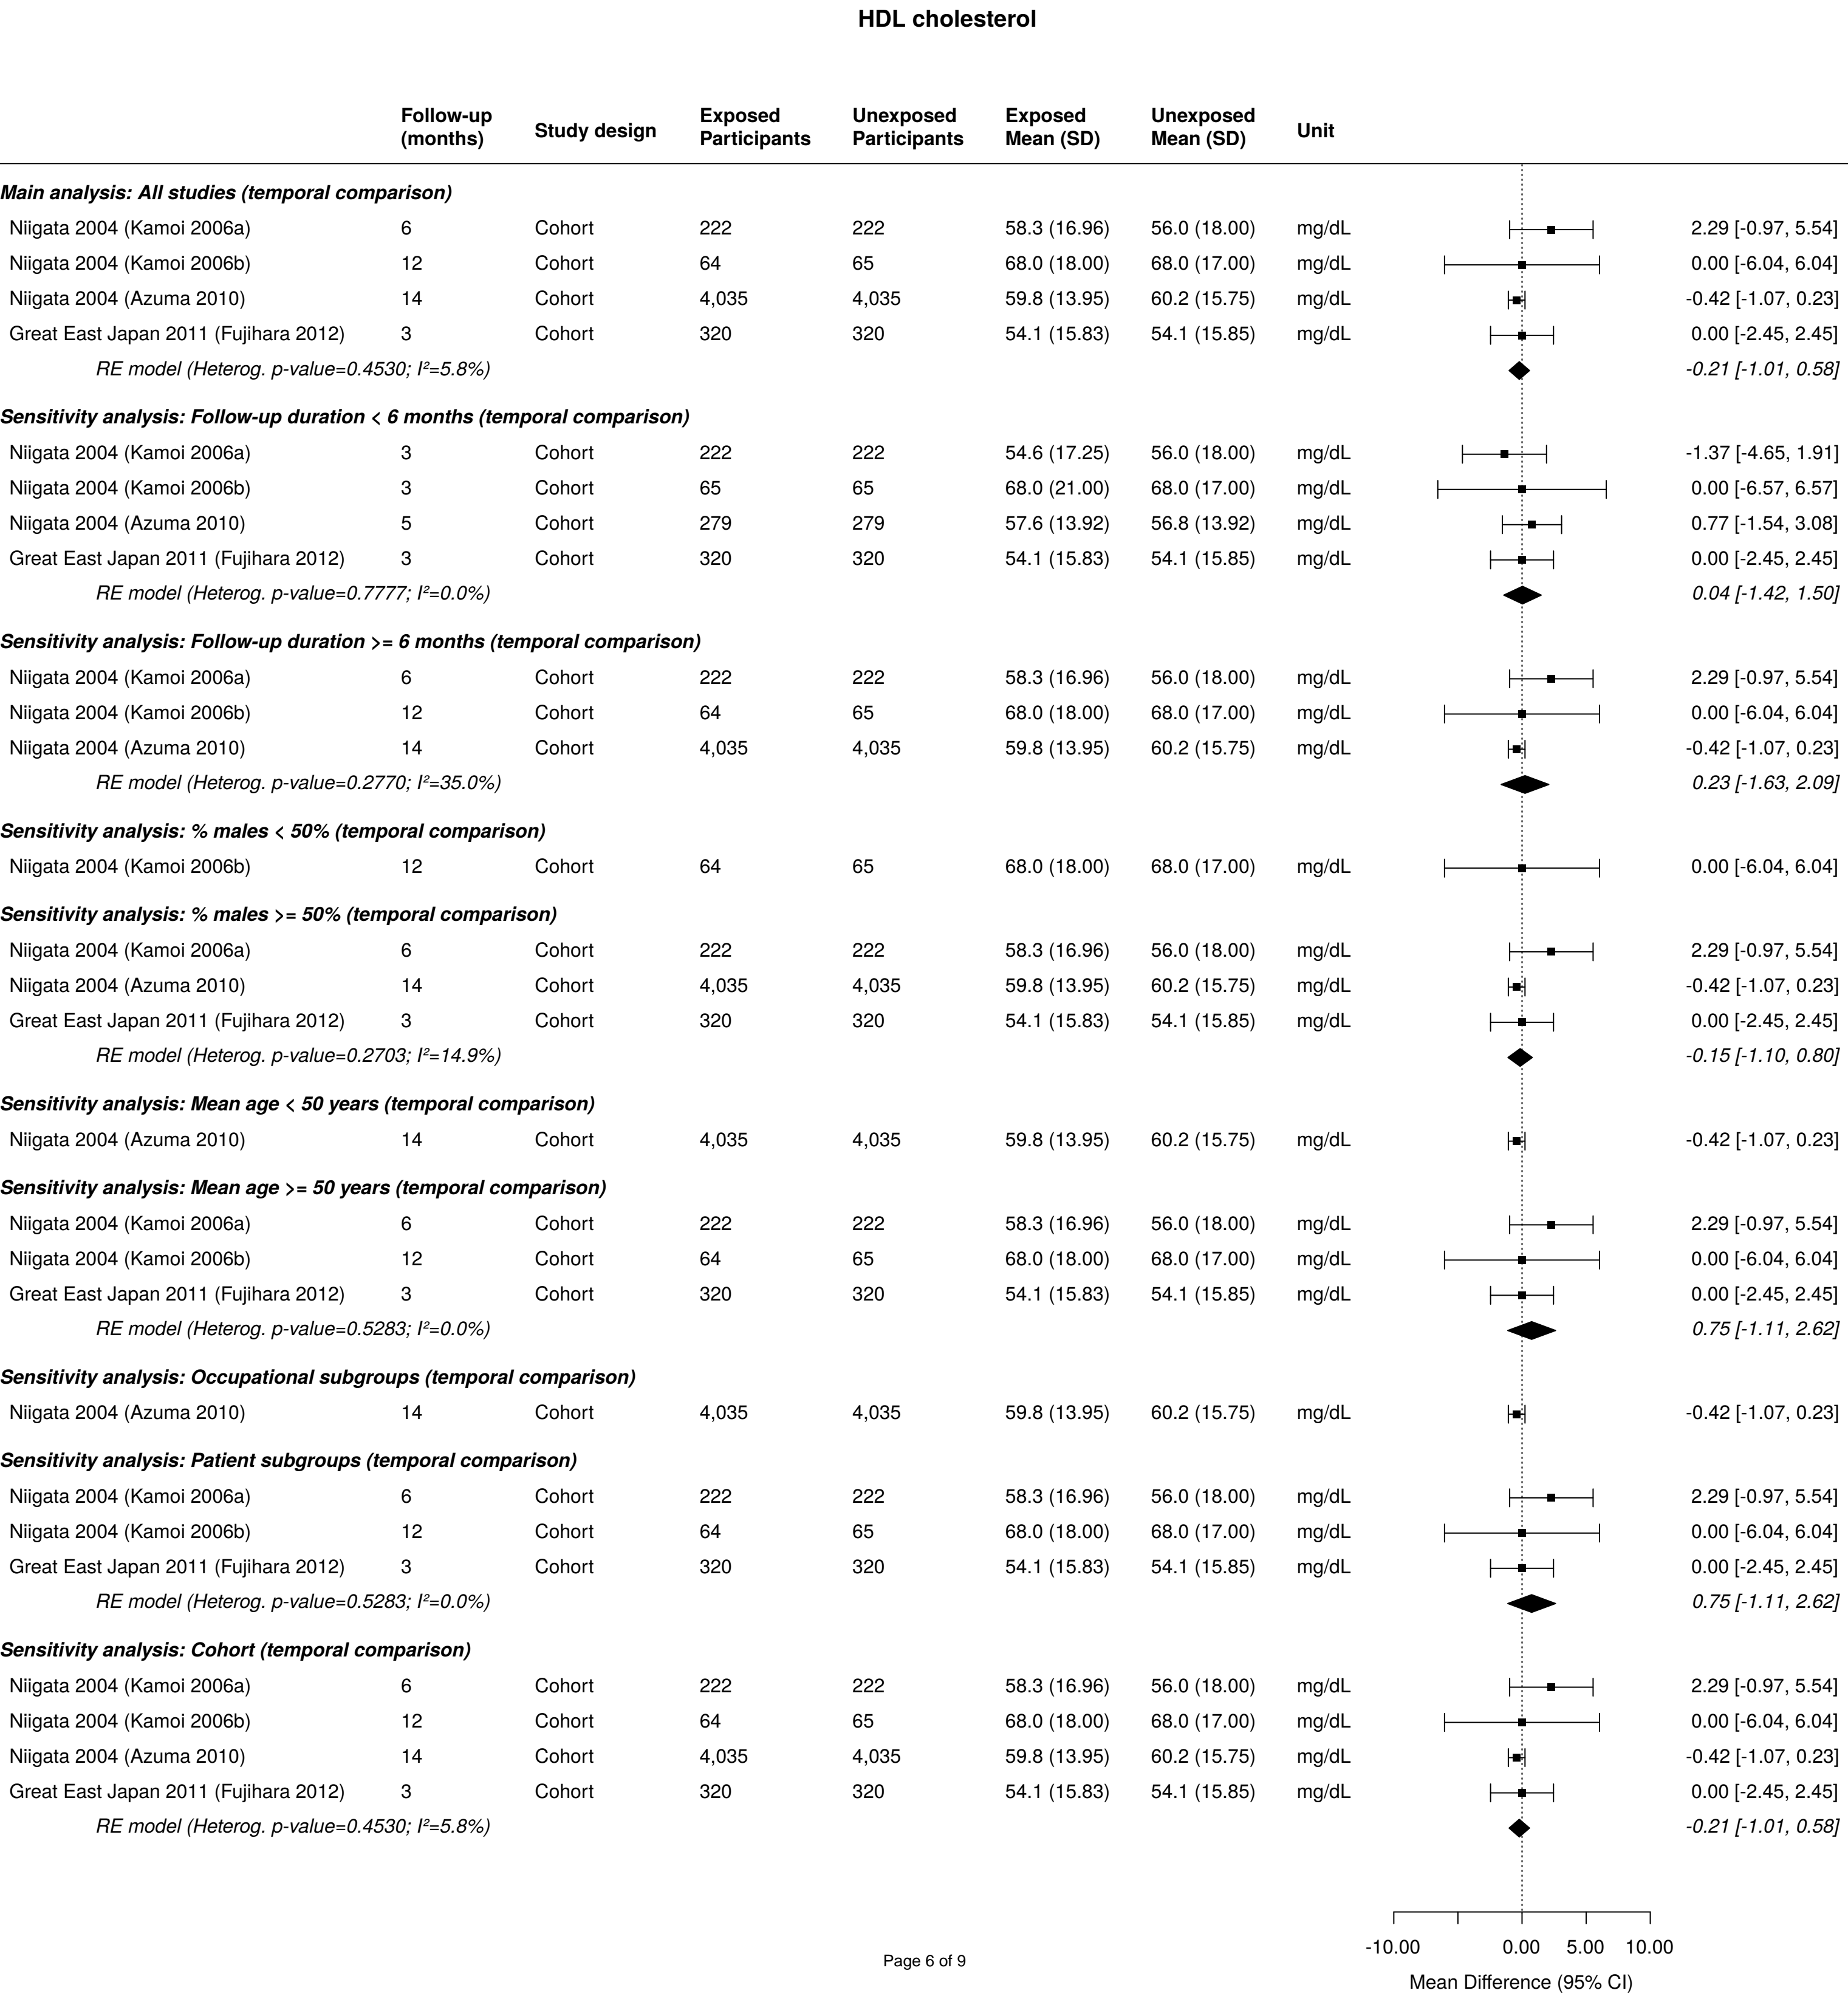 HDL cholesterol
Follow-up (months) Study design Exposed Participants Unexposed Participants Exposed Mean (SD) Unexposed Mean (SD) Unit
Main analysis: All studies (temporal comparison)
Niigata 2004 (Kamoi 2006a) 6 Cohort 222 222 58.3 (16.96) 56.0 (18.00) mg/dL 2.29 [-0.97, 5.54]
Niigata 2004 (Kamoi 2006b) 12 Cohort 64 65 68.0 (18.00) 68.0 (17.00) mg/dL 0.00 [-6.04, 6.04]
Niigata 2004 (Azuma 2010) 14 Cohort 4,035 4,035 59.8 (13.95) 60.2 (15.75) mg/dL -0.42 [-1.07, 0.23]
Great East Japan 2011 (Fujihara 2012) 3 Cohort 320 320 54.1 (15.83) 54.1 (15.85) mg/dL 0.00 [-2.45, 2.45]
RE model (Heterog. p-value=0.4530; I²=5.8%) -0.21 [-1.01, 0.58]
Sensitivity analysis: Follow-up duration < 6 months (temporal comparison)
Niigata 2004 (Kamoi 2006a) 3 Cohort 222 222 54.6 (17.25) 56.0 (18.00) mg/dL -1.37 [-4.65, 1.91]
Niigata 2004 (Kamoi 2006b) 3 Cohort 65 65 68.0 (21.00) 68.0 (17.00) mg/dL 0.00 [-6.57, 6.57]
Niigata 2004 (Azuma 2010) 5 Cohort 279 279 57.6 (13.92) 56.8 (13.92) mg/dL 0.77 [-1.54, 3.08]
Great East Japan 2011 (Fujihara 2012) 3 Cohort 320 320 54.1 (15.83) 54.1 (15.85) mg/dL 0.00 [-2.45, 2.45]
RE model (Heterog. p-value=0.7777; I²=0.0%) 0.04 [-1.42, 1.50]
Sensitivity analysis: Follow-up duration >= 6 months (temporal comparison)
Niigata 2004 (Kamoi 2006a) 6 Cohort 222 222 58.3 (16.96) 56.0 (18.00) mg/dL 2.29 [-0.97, 5.54]
Niigata 2004 (Kamoi 2006b) 12 Cohort 64 65 68.0 (18.00) 68.0 (17.00) mg/dL 0.00 [-6.04, 6.04]
Niigata 2004 (Azuma 2010) 14 Cohort 4,035 4,035 59.8 (13.95) 60.2 (15.75) mg/dL -0.42 [-1.07, 0.23]
RE model (Heterog. p-value=0.2770; I²=35.0%) 0.23 [-1.63, 2.09]
Sensitivity analysis: % males < 50% (temporal comparison)
Niigata 2004 (Kamoi 2006b) 12 Cohort 64 65 68.0 (18.00) 68.0 (17.00) mg/dL 0.00 [-6.04, 6.04]
Sensitivity analysis: % males >= 50% (temporal comparison)
Niigata 2004 (Kamoi 2006a) 6 Cohort 222 222 58.3 (16.96) 56.0 (18.00) mg/dL 2.29 [-0.97, 5.54]
Niigata 2004 (Azuma 2010) 14 Cohort 4,035 4,035 59.8 (13.95) 60.2 (15.75) mg/dL -0.42 [-1.07, 0.23]
Great East Japan 2011 (Fujihara 2012) 3 Cohort 320 320 54.1 (15.83) 54.1 (15.85) mg/dL 0.00 [-2.45, 2.45]
RE model (Heterog. p-value=0.2703; I²=14.9%) -0.15 [-1.10, 0.80]
Sensitivity analysis: Mean age < 50 years (temporal comparison)
Niigata 2004 (Azuma 2010) 14 Cohort 4,035 4,035 59.8 (13.95) 60.2 (15.75) mg/dL -0.42 [-1.07, 0.23]
Sensitivity analysis: Mean age >= 50 years (temporal comparison)
Niigata 2004 (Kamoi 2006a) 6 Cohort 222 222 58.3 (16.96) 56.0 (18.00) mg/dL 2.29 [-0.97, 5.54]
Niigata 2004 (Kamoi 2006b) 12 Cohort 64 65 68.0 (18.00) 68.0 (17.00) mg/dL 0.00 [-6.04, 6.04]
Great East Japan 2011 (Fujihara 2012) 3 Cohort 320 320 54.1 (15.83) 54.1 (15.85) mg/dL 0.00 [-2.45, 2.45]
RE model (Heterog. p-value=0.5283; I²=0.0%) 0.75 [-1.11, 2.62]
Sensitivity analysis: Occupational subgroups (temporal comparison)
Niigata 2004 (Azuma 2010) 14 Cohort 4,035 4,035 59.8 (13.95) 60.2 (15.75) mg/dL -0.42 [-1.07, 0.23]
Sensitivity analysis: Patient subgroups (temporal comparison)
Niigata 2004 (Kamoi 2006a) 6 Cohort 222 222 58.3 (16.96) 56.0 (18.00) mg/dL 2.29 [-0.97, 5.54]
Niigata 2004 (Kamoi 2006b) 12 Cohort 64 65 68.0 (18.00) 68.0 (17.00) mg/dL 0.00 [-6.04, 6.04]
Great East Japan 2011 (Fujihara 2012) 3 Cohort 320 320 54.1 (15.83) 54.1 (15.85) mg/dL 0.00 [-2.45, 2.45]
RE model (Heterog. p-value=0.5283; I²=0.0%) 0.75 [-1.11, 2.62]
Sensitivity analysis: Cohort (temporal comparison)
Niigata 2004 (Kamoi 2006a) 6 Cohort 222 222 58.3 (16.96) 56.0 (18.00) mg/dL 2.29 [-0.97, 5.54]
Niigata 2004 (Kamoi 2006b) 12 Cohort 64 65 68.0 (18.00) 68.0 (17.00) mg/dL 0.00 [-6.04, 6.04]
Niigata 2004 (Azuma 2010) 14 Cohort 4,035 4,035 59.8 (13.95) 60.2 (15.75) mg/dL -0.42 [-1.07, 0.23]
Great East Japan 2011 (Fujihara 2012) 3 Cohort 320 320 54.1 (15.83) 54.1 (15.85) mg/dL 0.00 [-2.45, 2.45]
RE model (Heterog. p-value=0.4530; I²=5.8%) -0.21 [-1.01, 0.58]
-10.00 0.00 5.00 10.00
Page 6 of 9
Mean Difference (95% CI)